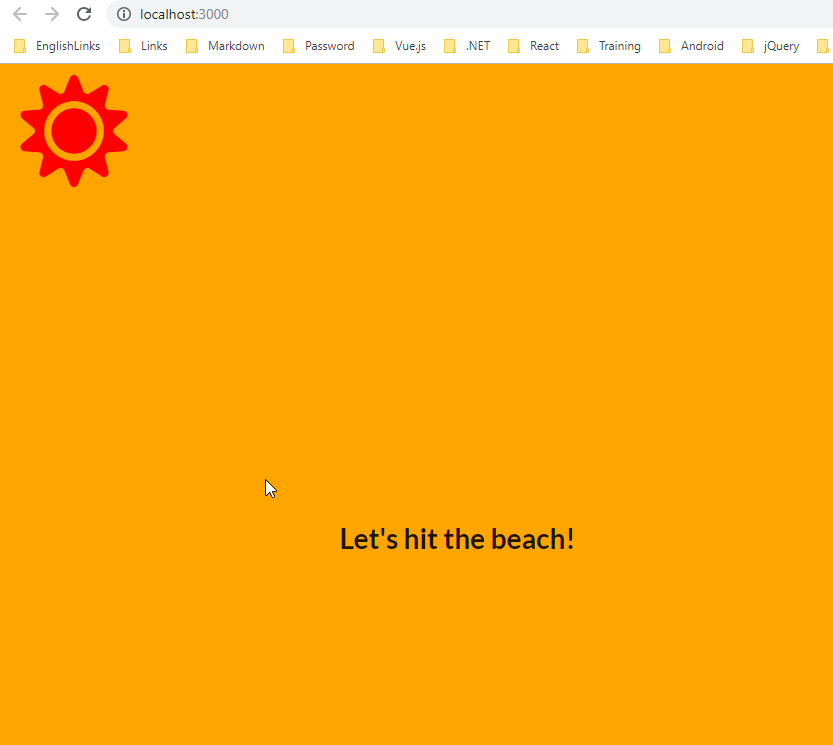 localhost:3000
EnglishLinks Links Markdown Password Vue.js .NET React Training Android jQuery
Let's hit the beach!